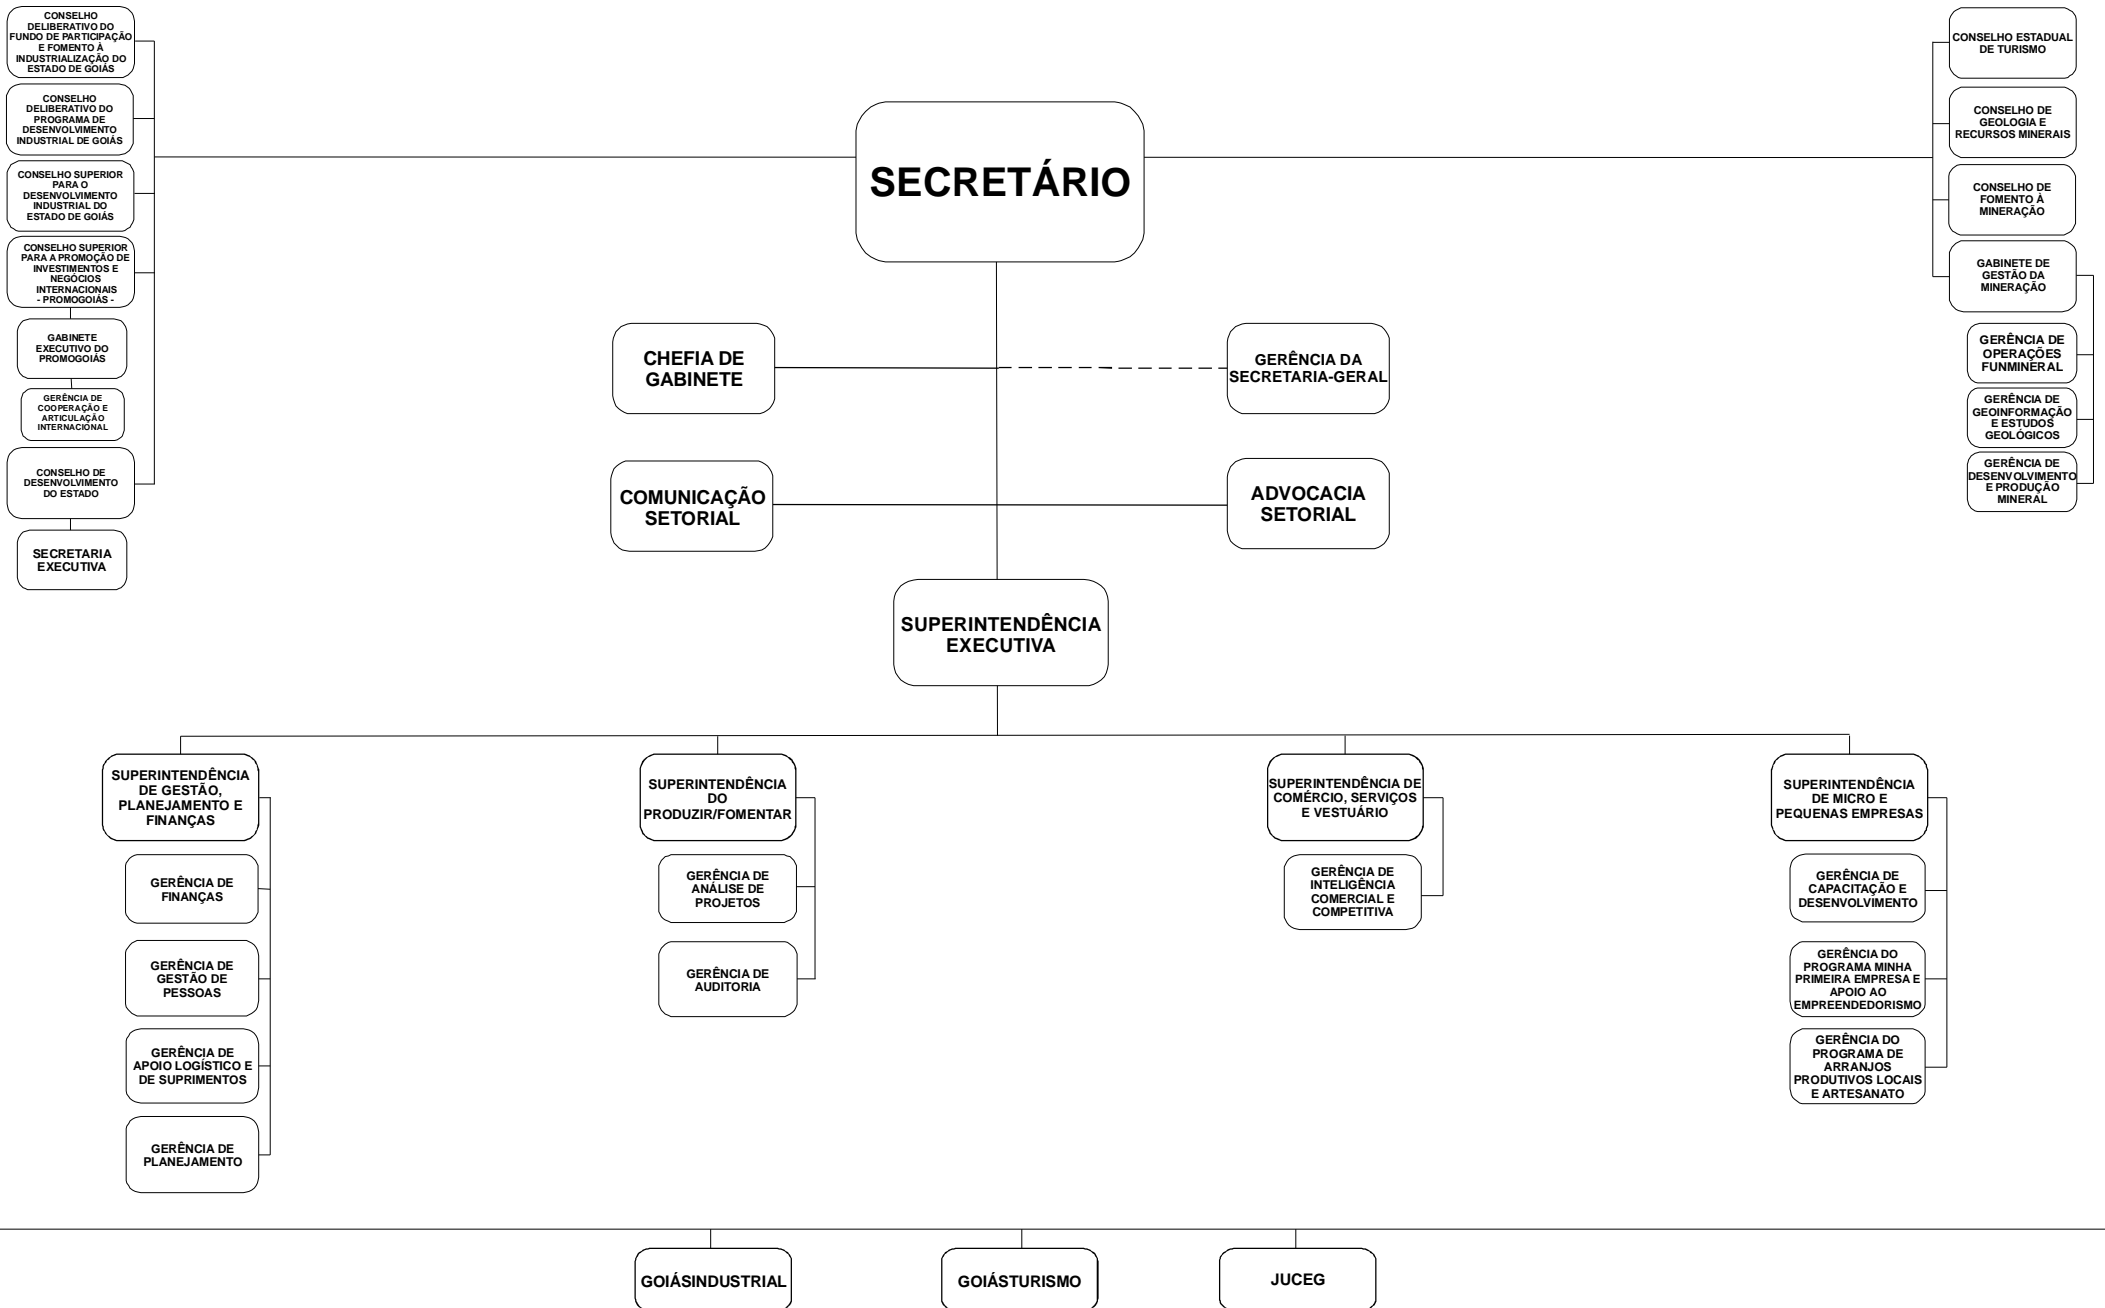 CONSELHO
DELIBERATIVO DO
FUNDO DE PARTICIPAÇÃO
E FOMENTO À
INDUSTRIALIZAÇÃO DO
ESTADO DE GOIÁS
CONSELHO
DELIBERATIVO DO
PROGRAMA DE
DESENVOLVIMENTO
INDUSTRIAL DE GOIÁS
CONSELHO SUPERIOR
PARA O
DESENVOLVIMENTO
INDUSTRIAL DO
ESTADO DE GOIÁS
CONSELHO SUPERIOR
PARA A PROMOÇÃO DE
INVESTIMENTOS E
NEGÓCIOS
INTERNACIONAIS
- PROMOGOIÁS -
GABINETE
EXECUTIVO DO
PROMOGOIÁS
GERÊNCIA DE
COOPERAÇÃO E
ARTICULAÇÃO
INTERNACIONAL
CONSELHO DE
DESENVOLVIMENTO
DO ESTADO
SECRETARIA
EXECUTIVA
SECRETÁRIO
CONSELHO ESTADUAL
DE TURISMO
CONSELHO DE
GEOLOGIA E
RECURSOS MINERAIS
CONSELHO DE
FOMENTO À
MINERAÇÃO
GABINETE DE
GESTÃO DA
MINERAÇÃO
GERÊNCIA DE
OPERAÇÕES
FUNMINERAL
GERÊNCIA DE
GEOINFORMAÇÃO
E ESTUDOS
GEOLÓGICOS
GERÊNCIA DE
DESENVOLVIMENTO
E PRODUÇÃO
MINERAL
CHEFIA DE
GABINETE
GERÊNCIA DA
SECRETARIA-GERAL
COMUNICAÇÃO
SETORIAL
ADVOCACIA
SETORIAL
SUPERINTENDÊNCIA
EXECUTIVA
SUPERINTENDÊNCIA
DE GESTÃO,
PLANEJAMENTO E
FINANÇAS
GERÊNCIA DE
FINANÇAS
GERÊNCIA DE
GESTÃO DE
PESSOAS
GERÊNCIA DE
APOIO LOGÍSTICO E
DE SUPRIMENTOS
GERÊNCIA DE
PLANEJAMENTO
SUPERINTENDÊNCIA
DO
PRODUZIR/FOMENTAR
GERÊNCIA DE
ANÁLISE DE
PROJETOS
GERÊNCIA DE
AUDITORIA
SUPERINTENDÊNCIA DE
COMÉRCIO, SERVIÇOS
E VESTUÁRIO
GERÊNCIA DE
INTELIGÊNCIA
COMERCIAL E
COMPETITIVA
SUPERINTENDÊNCIA
DE MICRO E
PEQUENAS EMPRESAS
GERÊNCIA DE
CAPACITAÇÃO E
DESENVOLVIMENTO
GERÊNCIA DO
PROGRAMA MINHA
PRIMEIRA EMPRESA E
APOIO AO
EMPREENDEDORISMO
GERÊNCIA DO
PROGRAMA DE
ARRANJOS
PRODUTIVOS LOCAIS
E ARTESANATO
GOIÁSINDUSTRIAL
GOIÁSTURISMO
JUCEG